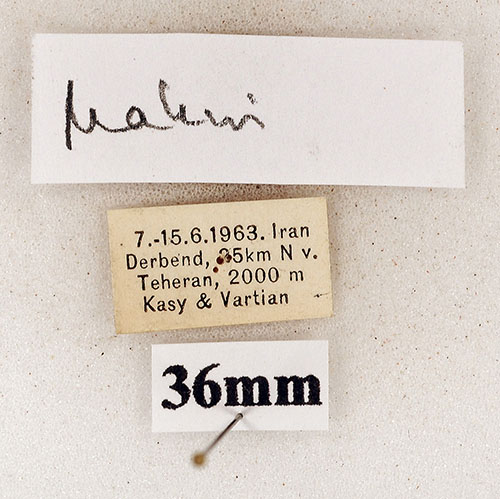 7.-15.6.1963. Iran
Derbend, 35km N v.
Teheran, 2000 m
Kasy & Vartian
36mm